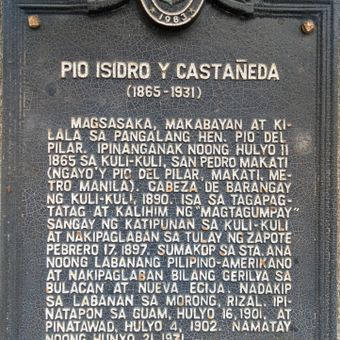 1983
PIO ISIDRO Y CASTAÑEDA
(1865-1931)
MAGSASAKA, MAKABAYAN AT KI-
LALA SA PANGALANG HEN. PIO DEL
PILAR. IPINANGANAK NOONG HULYO 11
1865 SA KULI-KULI, SAN PEDRO MAKATI
(NGAYO'Y PIO DEL PILAR, MAKATI, ME-
TRO MANILA). CABEZA DE BARANGAY
NG KULI-KULI, 1890. ISA SA TAGAPAG-
TATAG AT KALIHIM NG "MAGTAGUMPAY"
SANGAY NG KATIPUNAN SA KULI-KULI
AT NAKIPAGLABAN SA TULAY NG ZAPOTE
PEBRERO 17, 1897. SUMAKOP SA STA. ANA
NOONG LABANANG PILIPINO-AMERIKANO
AT NAKIPAGLABAN BILANG GERILYA SA
BULACAN AT NUEVA ECIJA. NADAKIP
SA LABANAN SA MORONG, RIZAL. IPI-
NATAPON SA GUAM, HULYO 16, 1901, AT
PINATAWAD, HULYO 4, 1902. NAMATAY
NOONG HUNYO 21, 1931.